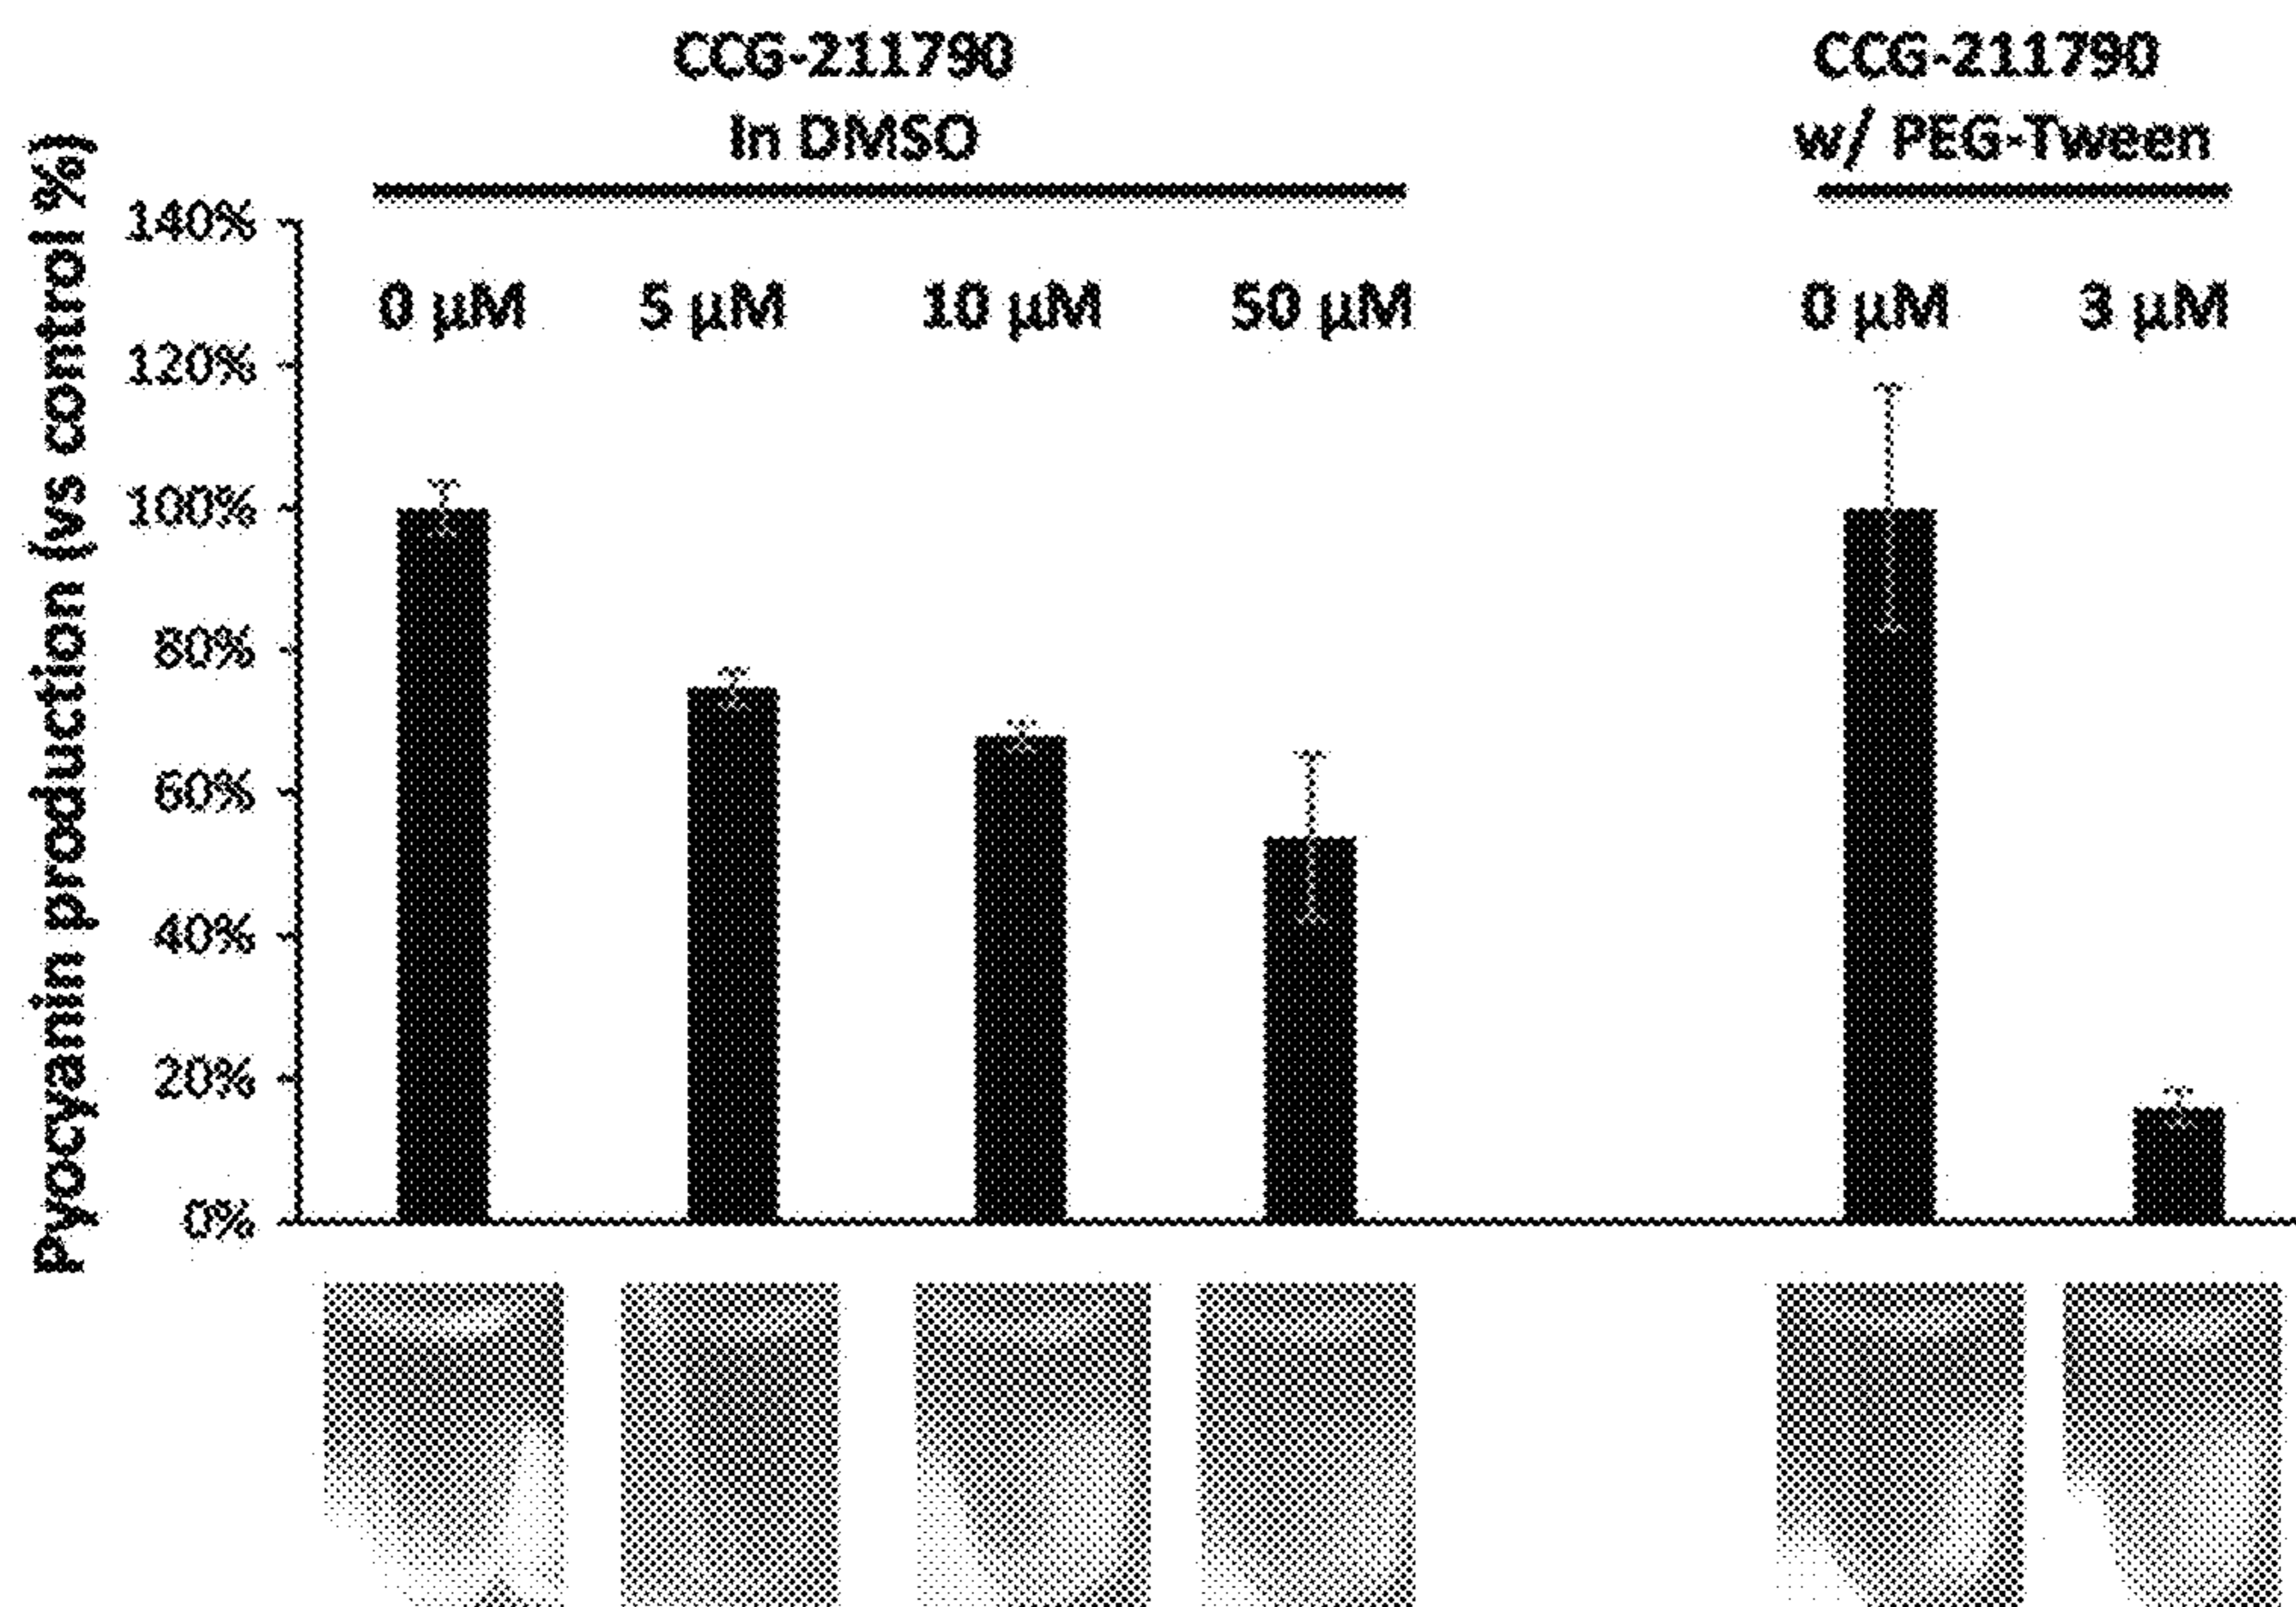 CCG-211790
In DMSO
CCG-211790
w/ PEG-Tween
Pyocyanin production (vs control %)
140%
120%
100%
80%
60%
40%
20%
0%
0 µM
5 µM
10 µM
50 µM
0 µM
3 µM